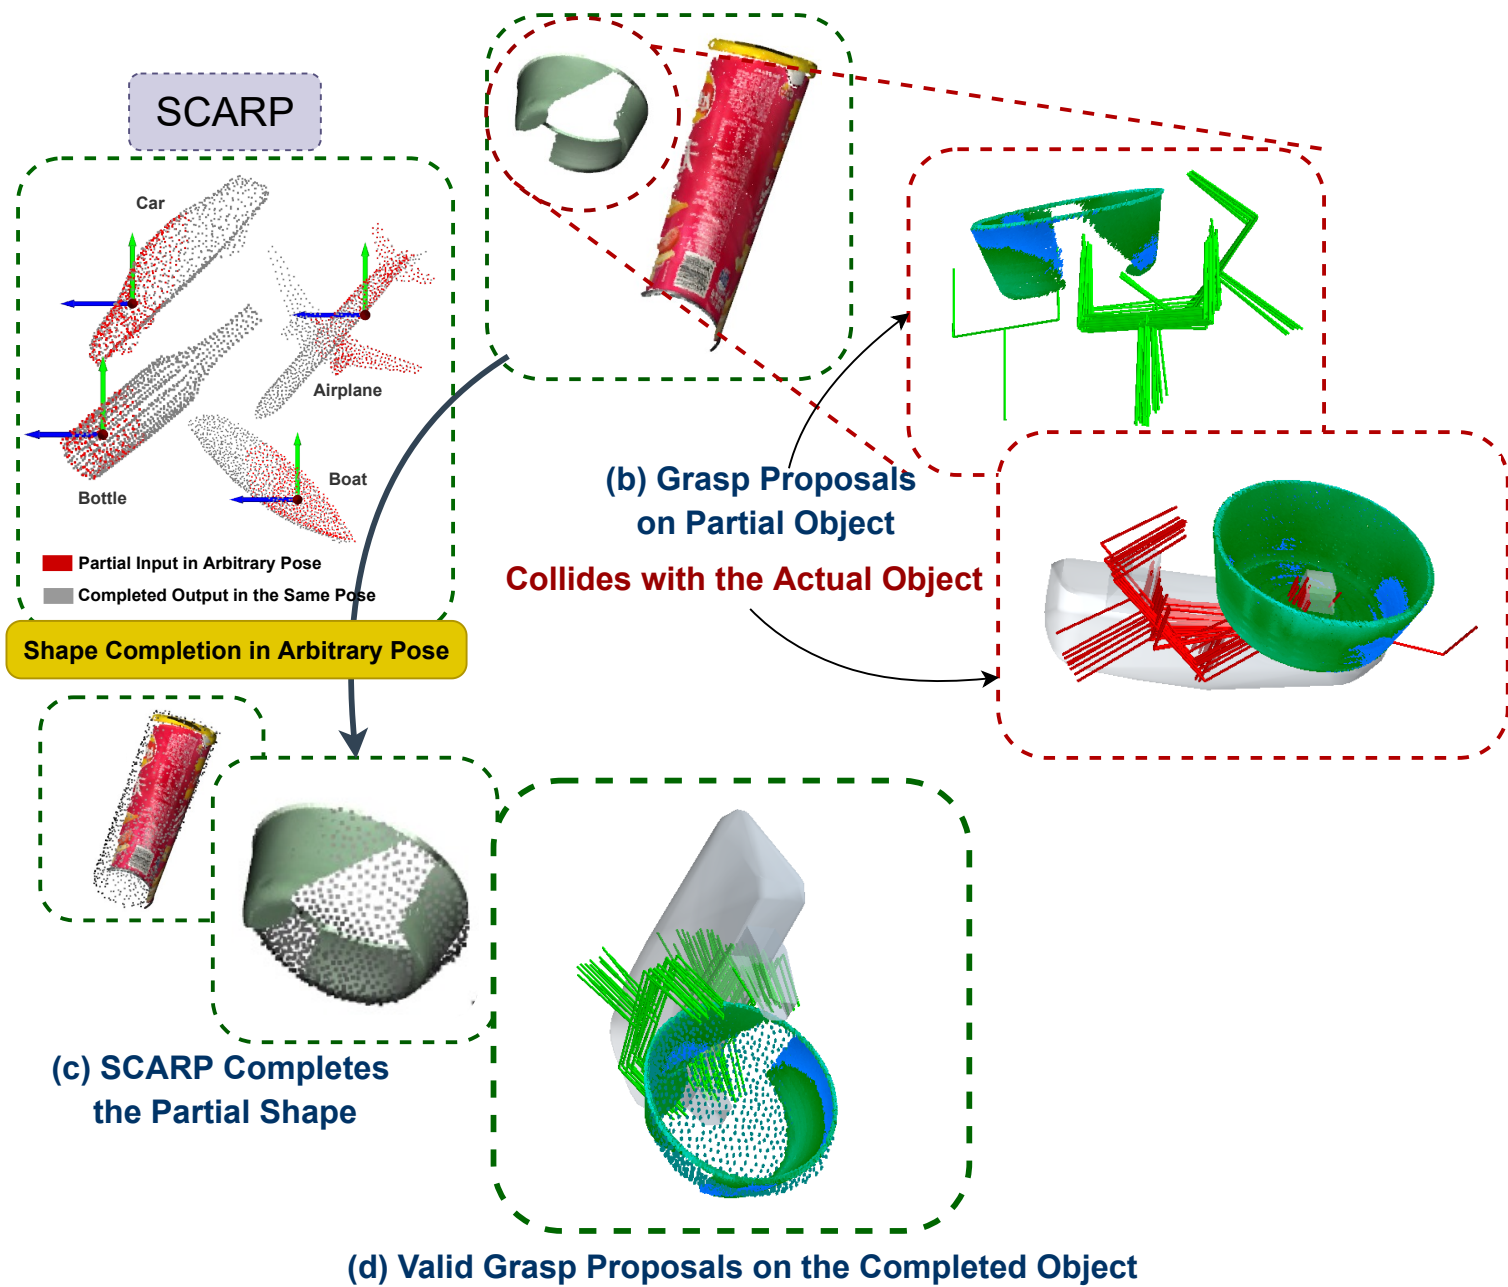 SCARP
Car
Airplane
Bottle
Boat
Partial Input in Arbitrary Pose
Completed Output in the Same Pose
Shape Completion in Arbitrary Pose
(b) Grasp Proposals
on Partial Object
Collides with the Actual Object
(c) SCARP Completes
the Partial Shape
(d) Valid Grasp Proposals on the Completed Object